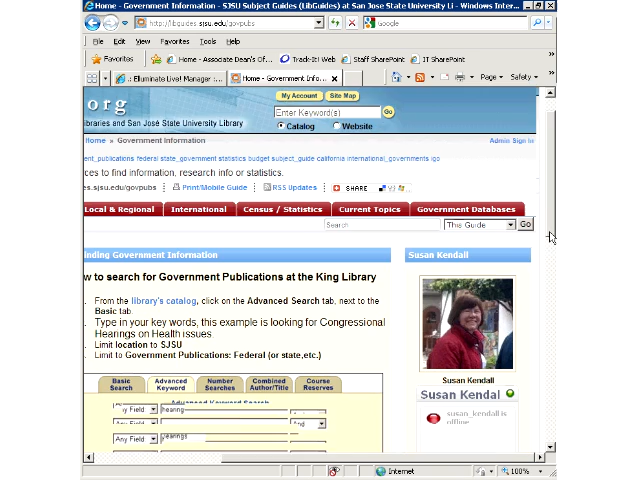 Home - Government Information - SJSU Subject Guides (LibGuides) at San Jose State University Li - Windows Inter...
http://libguides.sjsu.edu/govpubs
Google
File Edit View Favorites Tools Help
Favorites Home - Associate Dean's Of... Track-It! Web Staff SharePoint IT SharePoint
.: Elluminate Live! Manager :... Home - Government Info...
Page Safety
My Account Site Map
org
Enter Keyword(s) Go
ibraries and San José State University Library
Catalog Website
Home » Government Information
Admin Sign In
ent_publications federal state_government statistics budget subject_guide california international_governments igo
ces to find information, research info or statistics.
es.sjsu.edu/govpubs Print/Mobile Guide RSS Updates SHARE
Local & Regional International Census / Statistics Current Topics Government Databases
Search This Guide Go
inding Government Information
Susan Kendall
w to search for Government Publications at the King Library
From the library's catalog, click on the Advanced Search tab, next to the
Basic tab.
Type in your key words, this example is looking for Congressional
Hearings on Health issues.
Limit location to SJSU
Limit to Government Publications: Federal (or state,etc.)
Susan Kendall
Basic Search Advanced Keyword Number Searches Combined Author/Title Course Reserves
Susan Kendal
Advanced Keyword Search
ny Field hearing
And
susan_kendall is
offline
Any Field
Internet 100%